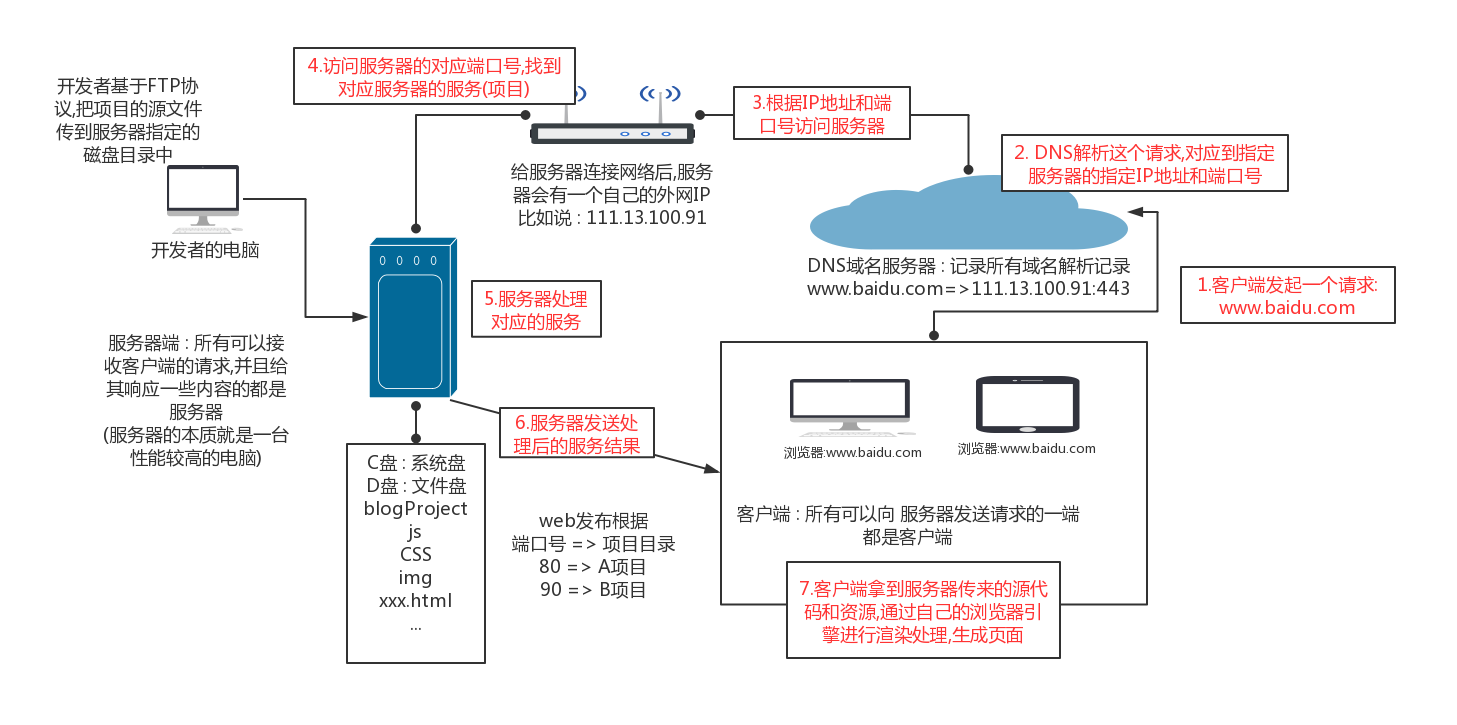 4.访问服务器的对应端口号,找到
对应服务器的服务(项目)
开发者基于FTP协
议,把项目的源文件
传到服务器指定的
磁盘目录中
3.根据IP地址和端
口号访问服务器
2. DNS解析这个请求,对应到指定
服务器的指定IP地址和端口号
给服务器连接网络后,服务
器会有一个自己的外网IP
比如说 : 111.13.100.91
开发者的电脑
DNS域名服务器 : 记录所有域名解析记录
www.baidu.com=>111.13.100.91:443
1.客户端发起一个请求:
www.baidu.com
5.服务器处理
对应的服务
服务器端 : 所有可以接
收客户端的请求,并且给
其响应一些内容的都是
服务器
(服务器的本质就是一台
性能较高的电脑)
6.服务器发送处
理后的服务结果
浏览器:www.baidu.com
浏览器:www.baidu.com
C盘 : 系统盘
D盘 : 文件盘
blogProject
js
CSS
img
xxx.html
...
web发布根据
端口号 => 项目目录
80 => A项目
90 => B项目
客户端 : 所有可以向 服务器发送请求的一端
都是客户端
7.客户端拿到服务器传来的源代
码和资源,通过自己的浏览器引
擎进行渲染处理,生成页面